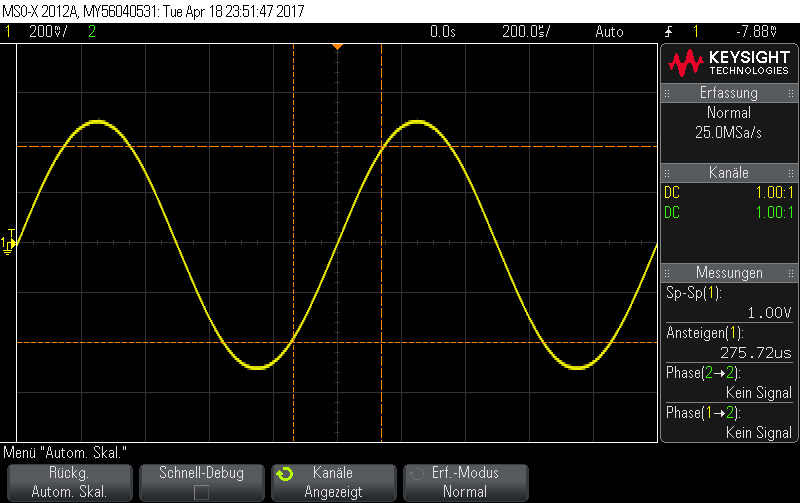 MSO-X 2012A, MY56040531: Tue Apr 18 23:51:47 2017
1 200♉/ 2 0.0s 200.0㎲/ Auto 1 -7.88♉
KEYSIGHT
TECHNOLOGIES
Erfassung
Normal
25.0MSa/s
Kanäle
DC 1.00:1
DC 1.00:1
T
1
Messungen
Sp-Sp(1):
1.00V
Ansteigen(1):
275.72us
Phase(2→2):
Kein Signal
Phase(1→2):
Kein Signal
Menü "Autom. Skal."
Rückg.
Autom. Skal.
Schnell-Debug
Kanäle
Angezeigt
Erf.-Modus
Normal